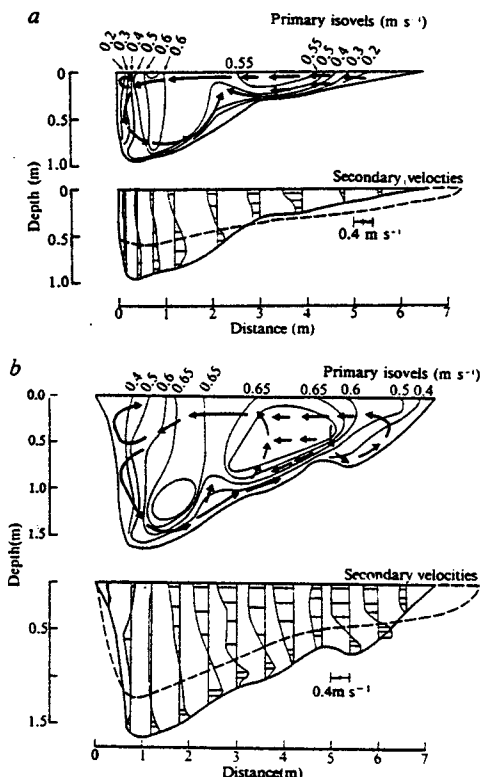 a
Primary isovels (m s⁻¹)
0.2 0.3 0.4 0.5 0.6 0.6 0.55 0.55 0.5 0.4 0.3 0.2
0
0.5
1.0
Secondary velocties
0
0.5
1.0
Depth (m)
0.4 m s⁻¹
0 1 2 3 4 5 6 7
Distance (m)
b
Primary isovels (m s⁻¹)
0.4 0.5 0.6 0.65 0.65 0.65 0.65 0.6 0.5 0.4
0.0
0.5
1.0
1.5
Depth(m)
Secondary velocities
0.5
1.5
0.4m s⁻¹
0 1 2 3 4 5 6 7
Distance(m)